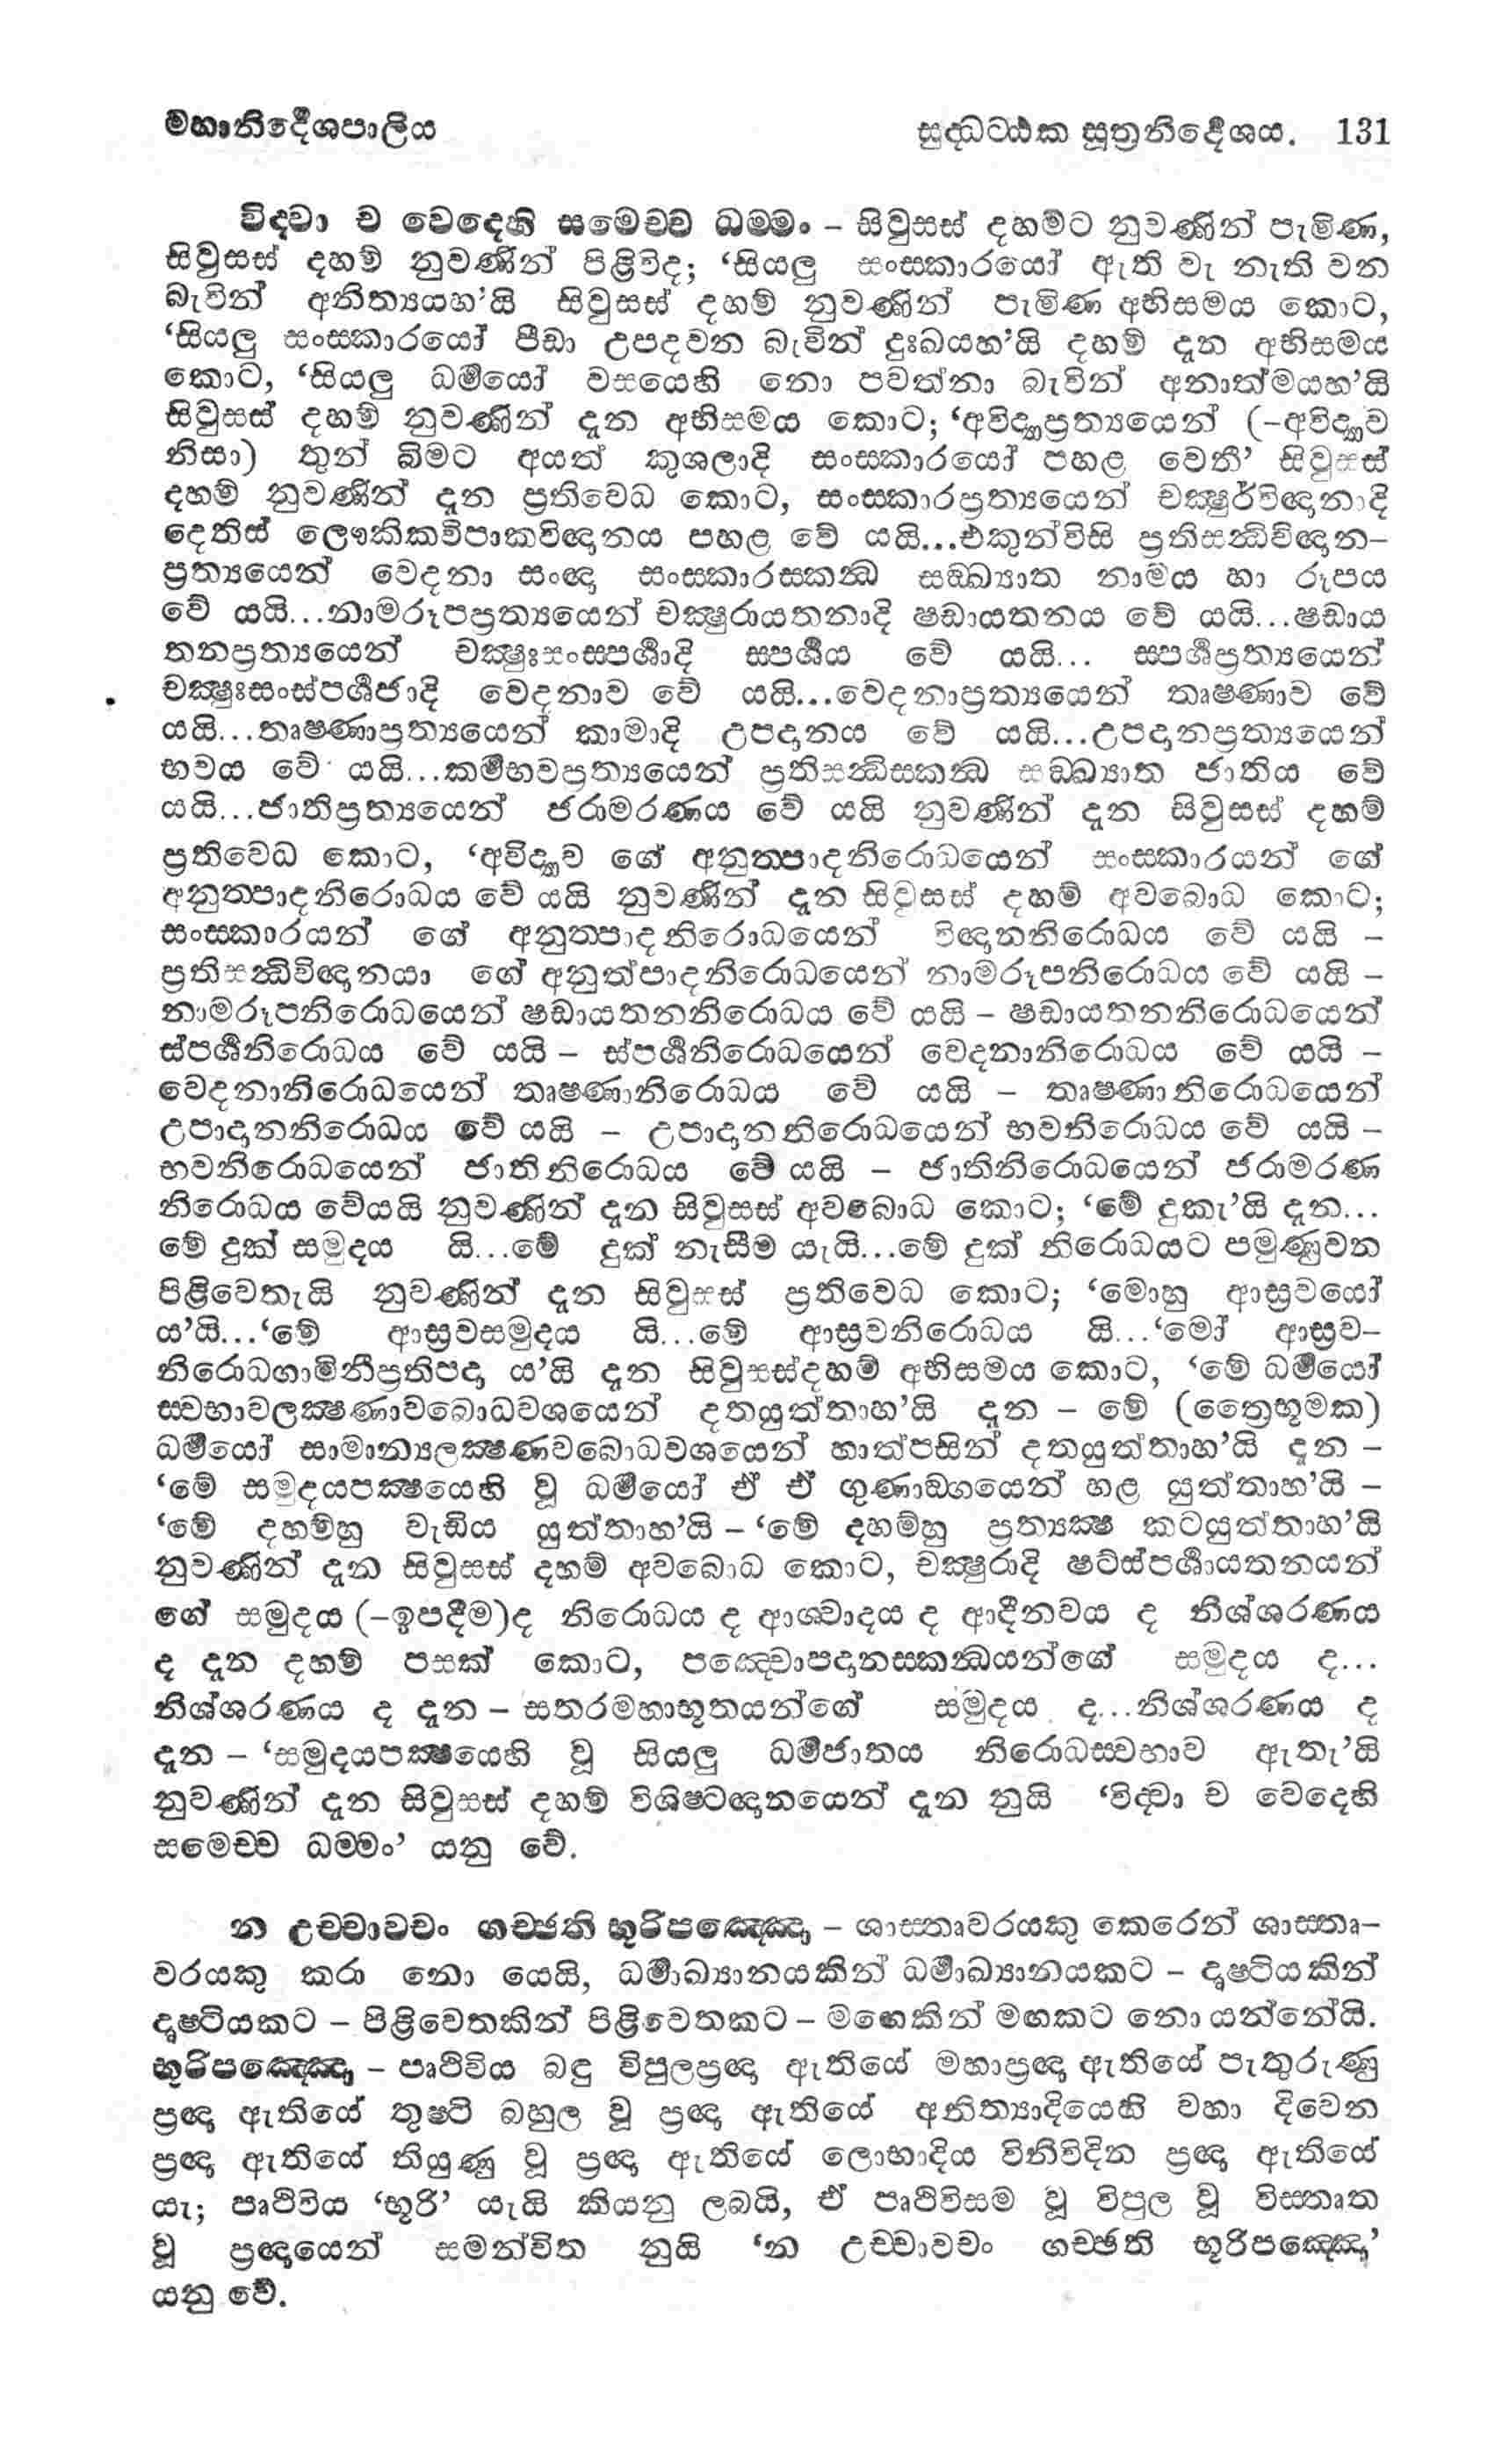 මහානිර්දේශපාලිය සුද්ධට්ඨක සූත්‍රනිර්දේශය. 131
විද්වා ච වෙදෙහි සමෙච්ච ධම්මං – සිවුසස් දහමට නුවණින් පැමිණ,
සිවුසස් දහම් නුවණින් පිළිවිද; ‘සියලු සංස්කාරයෝ ඇති වැ නැති වන
බැවින් අනිත්‍යයහ’යි සිවුසස් දහම් නුවණින් පැමිණ අභිසමය කොට,
‘සියලු සංස්කාරයෝ පීඩා උපදවන බැවින් දුඃඛයහ’යි දහම් දැන අභිසමය
කොට, ‘සියලු ධර්මයෝ වසයෙහි නො පවත්නා බැවින් අනාත්මයහ’යි
සිවුසස් දහම් නුවණින් දැන අභිසමය කොට; ‘අවිද්‍යාප්‍රත්‍යයෙන් (–අවිද්‍යාව
නිසා) තුන් බිමට අයත් කුශලාදි සංස්කාරයෝ පහළ වෙතී’ සිවුසස්
දහම් නුවණින් දැන ප්‍රතිවෙධ කොට, සංස්කාරප්‍රත්‍යයෙන් චක්ෂුර්විඥානාදි
දෙතිස් ලෞකිකවිපාකවිඥානය පහළ වේ යයි...එකුන්විසි ප්‍රතිසන්ධිවිඥාන–
ප්‍රත්‍යයෙන් වෙදනා සංඥා සංස්කාරස්කන්ධ සඞ්ඛ්‍යාත නාමය හා රූපය
වේ යයි...නාමරූපප්‍රත්‍යයෙන් චක්ෂුරායතනාදි ෂඩායතනය වේ යයි...ෂඩාය
තනප්‍රත්‍යයෙන් චක්ෂුඃසංස්පර්ශාදි ස්පර්ශය වේ යයි... ස්පර්ශප්‍රත්‍යයෙන්
චක්ෂුඃසංස්පර්ශජාදි වෙදනාව වේ යයි...වෙදනාප්‍රත්‍යයෙන් තෘෂ්ණාව වේ
යයි...තෘෂ්ණාප්‍රත්‍යයෙන් කාමාදි උපදානය වේ යයි...උපදානප්‍රත්‍යයෙන්
භවය වේ යයි...කර්මභවප්‍රත්‍යයෙන් ප්‍රතිසන්ධිස්කන්ධ සඞ්ඛ්‍යාත ජාතිය වේ
යයි...ජාතිප්‍රත්‍යයෙන් ජරාමරණය වේ යයි නුවණින් දැන සිවුසස් දහම්
ප්‍රතිවෙධ කොට, ‘අවිද්‍යාව ගේ අනුත්පාදනිරොධයෙන් සංස්කාරයන් ගේ
අනුත්පාදනිරොධය වේ යයි නුවණින් දැන සිවුසස් දහම් අවබොධ කොට;
සංස්කාරයන් ගේ අනුත්පාදනිරොධයෙන් විඥානනිරොධය වේ යයි –
ප්‍රතිසන්ධිවිඥානයා ගේ අනුත්පාදනිරොධයෙන් නාමරූපනිරොධය වේ යයි –
නාමරූපනිරොධයෙන් ෂඩායතනනිරොධය වේ යයි – ෂඩායතනනිරොධයෙන්
ස්පර්ශනිරොධය වේ යයි – ස්පර්ශනිරොධයෙන් වෙදනානිරොධය වේ යයි –
වෙදනානිරොධයෙන් තෘෂ්ණානිරොධය වේ යයි – තෘෂ්ණානිරොධයෙන්
උපාදානනිරොධය වේ යයි – උපාදානනිරොධයෙන් භවනිරොධය වේ යයි –
භවනිරොධයෙන් ජාතිනිරොධය වේ යයි – ජාතිනිරොධයෙන් ජරාමරණ
නිරොධය වේයයි නුවණින් දැන සිවුසස් අවබොධ කොට; ‘මේ දුකැ’යි දැන...
මේ දුක් සමුදය යි...මේ දුක් නැසීම යැයි...මේ දුක් නිරොධයට පමුණුවන
පිළිවෙතැයි නුවණින් දැන සිවුසස් ප්‍රතිවෙධ කොට; ‘මොහු ආස්‍රවයෝ
ය’යි...‘මේ ආස්‍රවසමුදය යි...මේ ආස්‍රවනිරොධය යි...‘මෝ ආස්‍රව–
නිරොධගාමිනීප්‍රතිපදා ය’යි දැන සිවුසස්දහම් අභිසමය කොට, ‘මේ ධර්මයෝ
ස්වභාවලක්ෂණාවබොධවශයෙන් දතයුත්තාහ’යි දැන – මේ (ත්‍රෛභූමක)
ධර්මයෝ සාමාන්‍යලක්ෂණවබොධවශයෙන් හාත්පසින් දතයුත්තාහ’යි දැන –
‘මේ සමුදයපක්ෂයෙහි වූ ධර්මයෝ ඒ ඒ ගුණාඞ්ගයෙන් හළ යුත්තාහ’යි –
‘මේ දහම්හු වැඩිය යුත්තාහ’යි – ‘මේ දහම්හු ප්‍රත්‍යක්ෂ කටයුත්තාහ’යි
නුවණින් දැන සිවුසස් දහම් අවබොධ කොට, චක්ෂුරාදි ෂට්ස්පර්ශායතනයන්
ගේ සමුදය (–ඉපදීම)ද නිරොධය ද ආශ්වාදය ද ආදීනවය ද නිශ්ශරණය
ද දැන දහම් පසක් කොට, පඤ්චොපදානස්කන්ධයන්ගේ සමුදය ද...
නිශ්ශරණය ද දැන – සතරමහාභූතයන්ගේ සමුදය ද...නිශ්ශරණය ද
දැන – ‘සමුදයපක්ෂයෙහි වූ සියලු ධර්මජාතය නිරොධස්වභාව ඇතැ’යි
නුවණින් දැන සිවුසස් දහම් විශිෂ්ටඥානයෙන් දැන නුයි ‘විද්වා ච වෙදෙහි
සමෙච්ච ධම්මං’ යනු වේ.
න උච්චාවචං ගච්ඡති භූරිපඤ්ඤො – ශාස්තෘවරයකු කෙරෙන් ශාස්තෘ–
වරයකු කරා නො යෙයි, ධර්මාඛ්‍යානයකින් ධර්මාඛ්‍යානයකට – දෘෂ්ටියකින්
දෘෂ්ටියකට – පිළිවෙතකින් පිළිවෙතකට – මඟෙකින් මඟකට නො යන්නේයි.
භූරිපඤ්ඤො – පෘථිවිය බඳු විපුලප්‍රඥා ඇතියේ මහාප්‍රඥා ඇතියේ පැතුරුණු
ප්‍රඥා ඇතියේ තුෂ්ටි බහුල වූ ප්‍රඥා ඇතියේ අනිත්‍යාදියෙහි වහා දිවෙන
ප්‍රඥා ඇතියේ තියුණු වූ ප්‍රඥා ඇතියේ ලොභාදිය විනිවිදින ප්‍රඥා ඇතියේ
යැ; පෘථිවිය ‘භූරි’ යැයි කියනු ලබයි, ඒ පෘථිවිසම වූ විපුල වූ විස්තෘත
වූ ප්‍රඥායෙන් සමන්විත නුයි ‘න උච්චාවචං ගච්ඡති භූරිපඤ්ඤො’
යනු වේ.